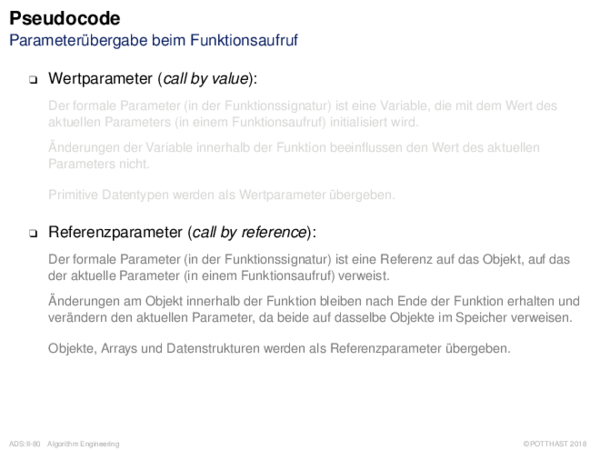 Pseudocode
Parameterübergabe beim Funktionsaufruf
❑ Wertparameter (call by value):
Der formale Parameter (in der Funktionssignatur) ist eine Variable, die mit dem Wert des
aktuellen Parameters (in einem Funktionsaufruf) initialisiert wird.
Änderungen der Variable innerhalb der Funktion beeinflussen den Wert des aktuellen
Parameters nicht.
Primitive Datentypen werden als Wertparameter übergeben.
❑ Referenzparameter (call by reference):
Der formale Parameter (in der Funktionssignatur) ist eine Referenz auf das Objekt, auf das
der aktuelle Parameter (in einem Funktionsaufruf) verweist.
Änderungen am Objekt innerhalb der Funktion bleiben nach Ende der Funktion erhalten und
verändern den aktuellen Parameter, da beide auf dasselbe Objekte im Speicher verweisen.
Objekte, Arrays und Datenstrukturen werden als Referenzparameter übergeben.
ADS:II-80 Algorithm Engineering ©POTTHAST 2018